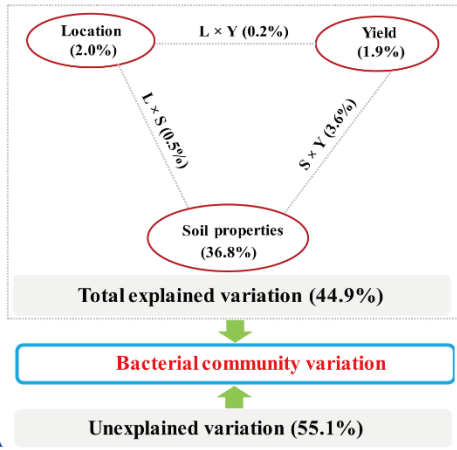 Location
(2.0%)
L × Y (0.2%)
Yield
(1.9%)
L × S (0.5%)
S × Y (3.6%)
Soil properties
(36.8%)
Total explained variation (44.9%)
Bacterial community variation
Unexplained variation (55.1%)